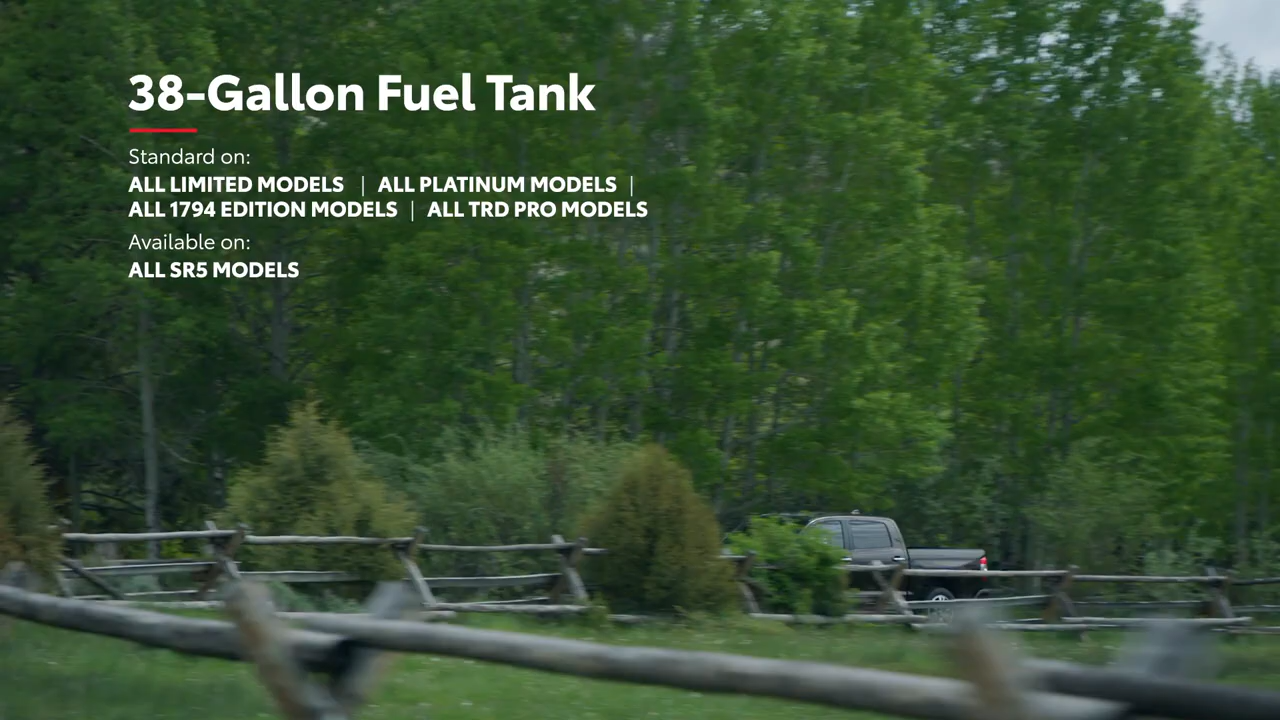 38-Gallon Fuel Tank
Standard on:
ALL LIMITED MODELS | ALL PLATINUM MODELS |
ALL 1794 EDITION MODELS | ALL TRD PRO MODELS
Available on:
ALL SR5 MODELS